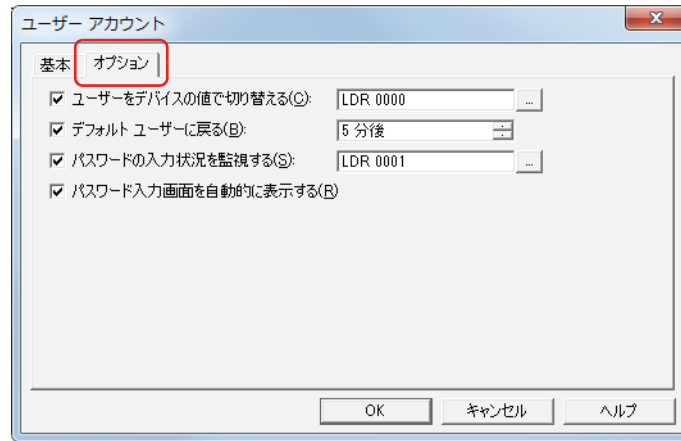 ユーザー アカウント
基本 オプション
ユーザーをデバイスの値で切り替える(C): LDR 0000 ...
デフォルト ユーザーに戻る(B): 5 分後
パスワードの入力状況を監視する(S): LDR 0001 ...
パスワード入力画面を自動的に表示する(R)
OK キャンセル ヘルプ